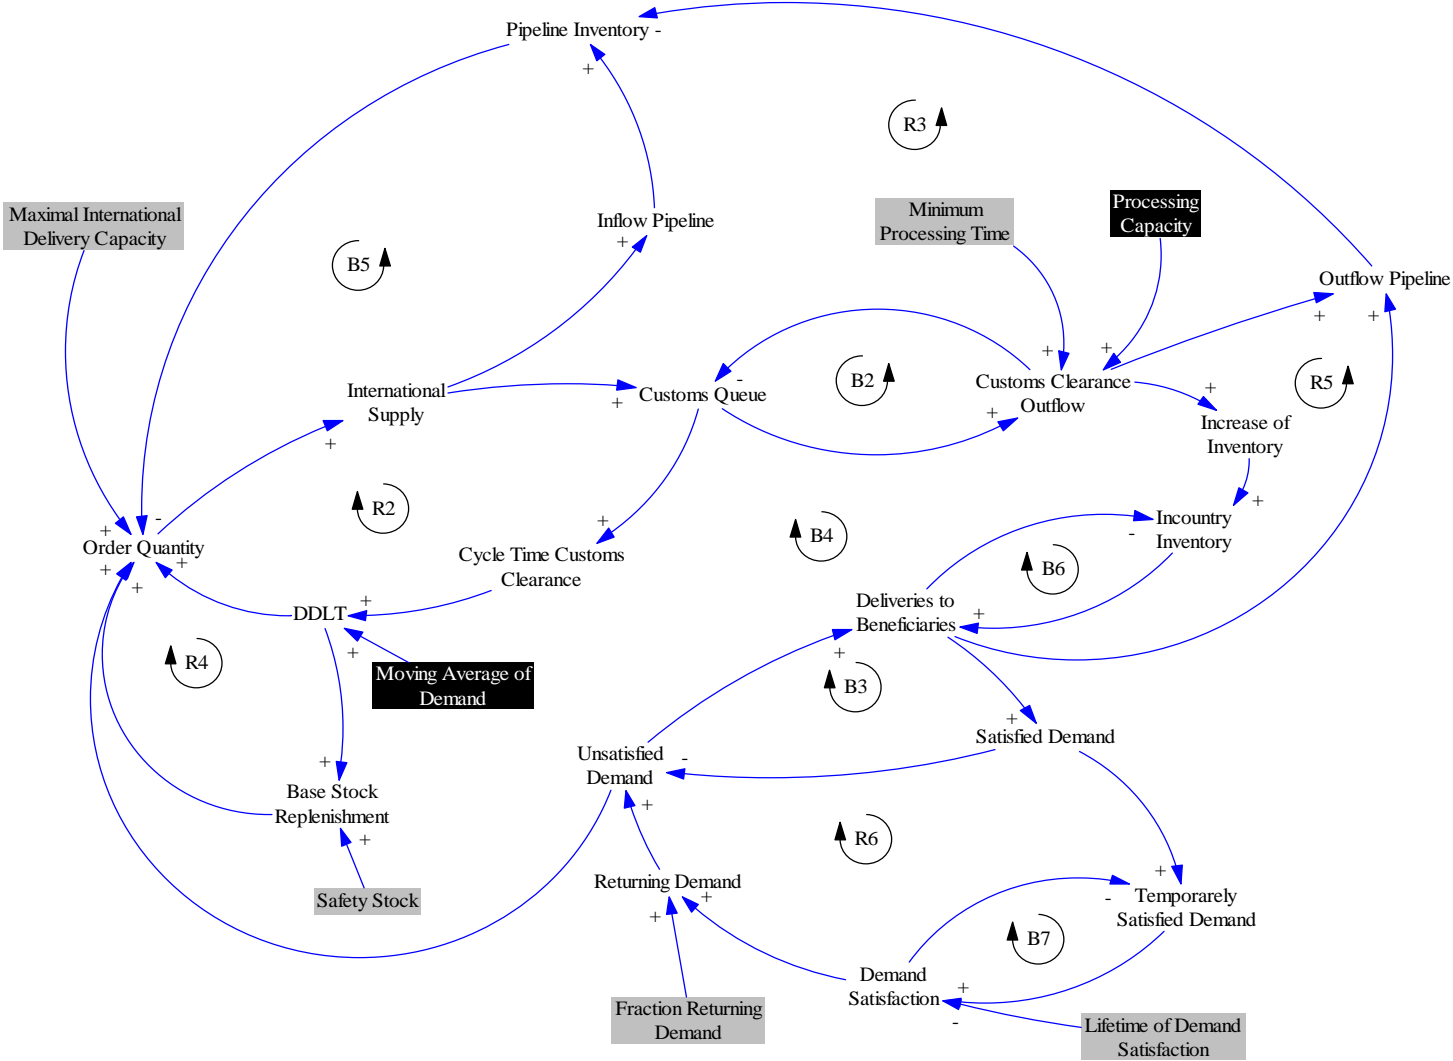 Pipeline Inventory -
+
R3
Maximal International
Delivery Capacity
Inflow Pipeline
+
Minimum
Processing Time
Processing
Capacity
B5
Outflow Pipeline
+
+
+
+
International
Supply
Customs Queue
-
+
B2
Customs Clearance
Outflow
+
R5
+
Increase of
Inventory
+
R2
+
-
+
Order Quantity
+
+
+
+
Cycle Time Customs
Clearance
B4
Incountry
Inventory
-
B6
DDLT
+
+
Deliveries to
Beneficiaries
+
+
R4
Moving Average of
Demand
B3
+
Satisfied Demand
Unsatisfied
Demand
-
+
+
Base Stock
Replenishment
+
R6
Safety Stock
Returning Demand
+
+
+
Temporarely
Satisfied Demand
-
B7
Demand
Satisfaction
+
-
Fraction Returning
Demand
Lifetime of Demand
Satisfaction